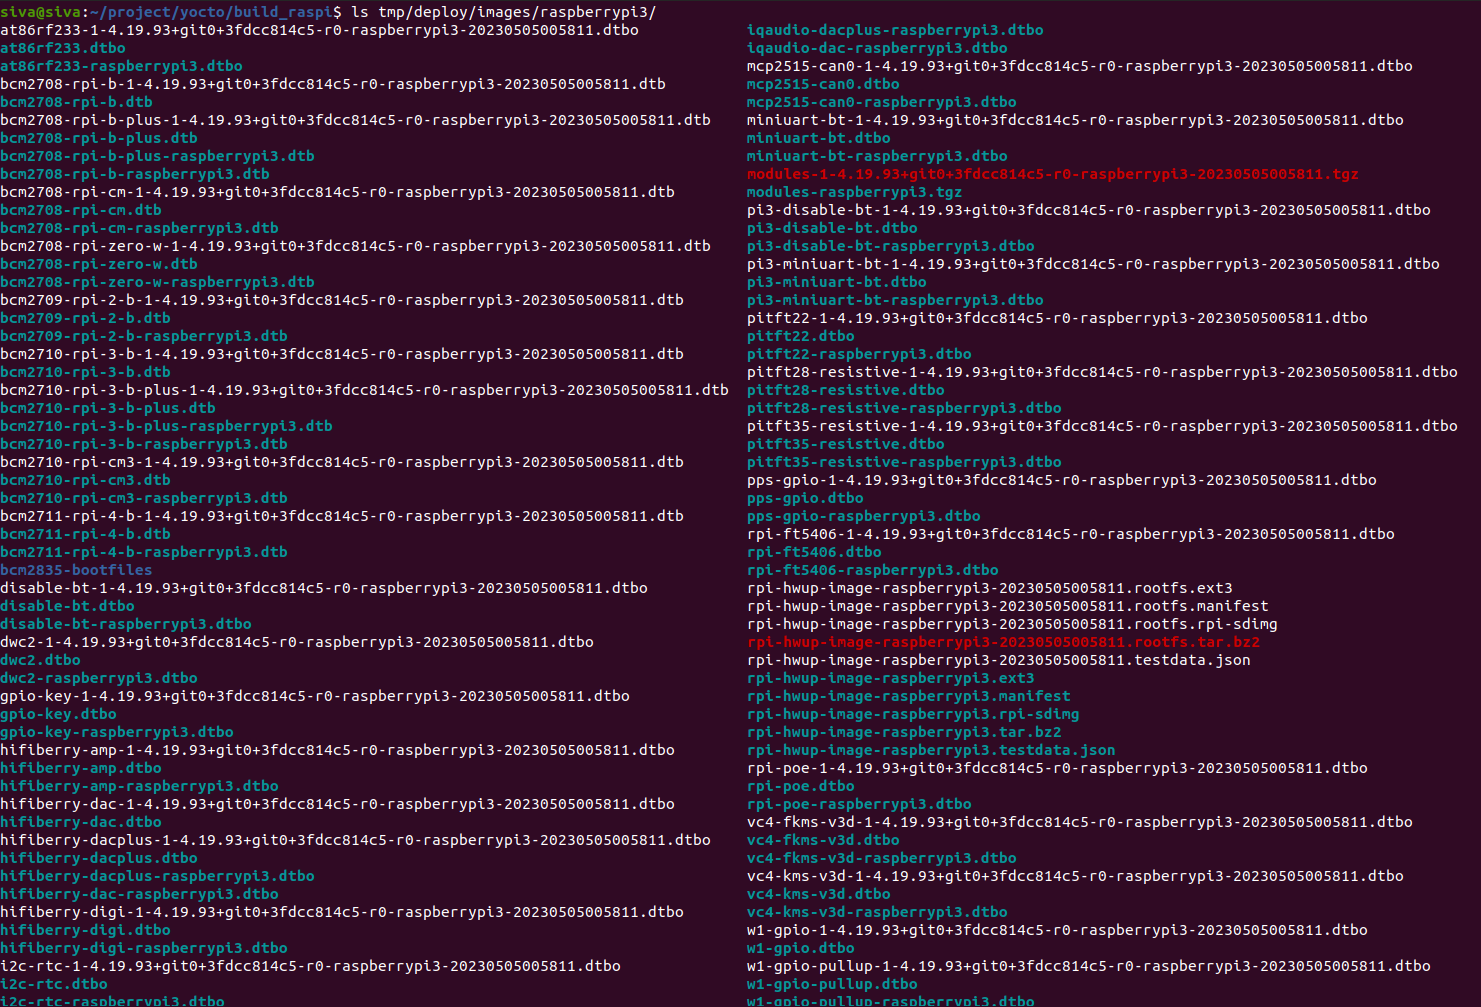 siva@siva:~/project/yocto/build_raspi$ ls tmp/deploy/images/raspberrypi3/
at86rf233-1-4.19.93+git0+3fdcc814c5-r0-raspberrypi3-20230505005811.dtbo
at86rf233.dtbo
at86rf233-raspberrypi3.dtbo
bcm2708-rpi-b-1-4.19.93+git0+3fdcc814c5-r0-raspberrypi3-20230505005811.dtb
bcm2708-rpi-b.dtb
bcm2708-rpi-b-plus-1-4.19.93+git0+3fdcc814c5-r0-raspberrypi3-20230505005811.dtb
bcm2708-rpi-b-plus.dtb
bcm2708-rpi-b-plus-raspberrypi3.dtb
bcm2708-rpi-b-raspberrypi3.dtb
bcm2708-rpi-cm-1-4.19.93+git0+3fdcc814c5-r0-raspberrypi3-20230505005811.dtb
bcm2708-rpi-cm.dtb
bcm2708-rpi-cm-raspberrypi3.dtb
bcm2708-rpi-zero-w-1-4.19.93+git0+3fdcc814c5-r0-raspberrypi3-20230505005811.dtb
bcm2708-rpi-zero-w.dtb
bcm2708-rpi-zero-w-raspberrypi3.dtb
bcm2709-rpi-2-b-1-4.19.93+git0+3fdcc814c5-r0-raspberrypi3-20230505005811.dtb
bcm2709-rpi-2-b.dtb
bcm2709-rpi-2-b-raspberrypi3.dtb
bcm2710-rpi-3-b-1-4.19.93+git0+3fdcc814c5-r0-raspberrypi3-20230505005811.dtb
bcm2710-rpi-3-b.dtb
bcm2710-rpi-3-b-plus-1-4.19.93+git0+3fdcc814c5-r0-raspberrypi3-20230505005811.dtb
bcm2710-rpi-3-b-plus.dtb
bcm2710-rpi-3-b-plus-raspberrypi3.dtb
bcm2710-rpi-3-b-raspberrypi3.dtb
bcm2710-rpi-cm3-1-4.19.93+git0+3fdcc814c5-r0-raspberrypi3-20230505005811.dtb
bcm2710-rpi-cm3.dtb
bcm2710-rpi-cm3-raspberrypi3.dtb
bcm2711-rpi-4-b-1-4.19.93+git0+3fdcc814c5-r0-raspberrypi3-20230505005811.dtb
bcm2711-rpi-4-b.dtb
bcm2711-rpi-4-b-raspberrypi3.dtb
bcm2835-bootfiles
disable-bt-1-4.19.93+git0+3fdcc814c5-r0-raspberrypi3-20230505005811.dtbo
disable-bt.dtbo
disable-bt-raspberrypi3.dtbo
dwc2-1-4.19.93+git0+3fdcc814c5-r0-raspberrypi3-20230505005811.dtbo
dwc2.dtbo
dwc2-raspberrypi3.dtbo
gpio-key-1-4.19.93+git0+3fdcc814c5-r0-raspberrypi3-20230505005811.dtbo
gpio-key.dtbo
gpio-key-raspberrypi3.dtbo
hifiberry-amp-1-4.19.93+git0+3fdcc814c5-r0-raspberrypi3-20230505005811.dtbo
hifiberry-amp.dtbo
hifiberry-amp-raspberrypi3.dtbo
hifiberry-dac-1-4.19.93+git0+3fdcc814c5-r0-raspberrypi3-20230505005811.dtbo
hifiberry-dac.dtbo
hifiberry-dacplus-1-4.19.93+git0+3fdcc814c5-r0-raspberrypi3-20230505005811.dtbo
hifiberry-dacplus.dtbo
hifiberry-dacplus-raspberrypi3.dtbo
hifiberry-dac-raspberrypi3.dtbo
hifiberry-digi-1-4.19.93+git0+3fdcc814c5-r0-raspberrypi3-20230505005811.dtbo
hifiberry-digi.dtbo
hifiberry-digi-raspberrypi3.dtbo
i2c-rtc-1-4.19.93+git0+3fdcc814c5-r0-raspberrypi3-20230505005811.dtbo
i2c-rtc.dtbo
i2c-rtc-raspberrypi3.dtbo
iqaudio-dacplus-raspberrypi3.dtbo
iqaudio-dac-raspberrypi3.dtbo
mcp2515-can0-1-4.19.93+git0+3fdcc814c5-r0-raspberrypi3-20230505005811.dtbo
mcp2515-can0.dtbo
mcp2515-can0-raspberrypi3.dtbo
miniuart-bt-1-4.19.93+git0+3fdcc814c5-r0-raspberrypi3-20230505005811.dtbo
miniuart-bt.dtbo
miniuart-bt-raspberrypi3.dtbo
modules-1-4.19.93+git0+3fdcc814c5-r0-raspberrypi3-20230505005811.tgz
modules-raspberrypi3.tgz
pi3-disable-bt-1-4.19.93+git0+3fdcc814c5-r0-raspberrypi3-20230505005811.dtbo
pi3-disable-bt.dtbo
pi3-disable-bt-raspberrypi3.dtbo
pi3-miniuart-bt-1-4.19.93+git0+3fdcc814c5-r0-raspberrypi3-20230505005811.dtbo
pi3-miniuart-bt.dtbo
pi3-miniuart-bt-raspberrypi3.dtbo
pitft22-1-4.19.93+git0+3fdcc814c5-r0-raspberrypi3-20230505005811.dtbo
pitft22.dtbo
pitft22-raspberrypi3.dtbo
pitft28-resistive-1-4.19.93+git0+3fdcc814c5-r0-raspberrypi3-20230505005811.dtbo
pitft28-resistive.dtbo
pitft28-resistive-raspberrypi3.dtbo
pitft35-resistive-1-4.19.93+git0+3fdcc814c5-r0-raspberrypi3-20230505005811.dtbo
pitft35-resistive.dtbo
pitft35-resistive-raspberrypi3.dtbo
pps-gpio-1-4.19.93+git0+3fdcc814c5-r0-raspberrypi3-20230505005811.dtbo
pps-gpio.dtbo
pps-gpio-raspberrypi3.dtbo
rpi-ft5406-1-4.19.93+git0+3fdcc814c5-r0-raspberrypi3-20230505005811.dtbo
rpi-ft5406.dtbo
rpi-ft5406-raspberrypi3.dtbo
rpi-hwup-image-raspberrypi3-20230505005811.rootfs.ext3
rpi-hwup-image-raspberrypi3-20230505005811.rootfs.manifest
rpi-hwup-image-raspberrypi3-20230505005811.rootfs.rpi-sdimg
rpi-hwup-image-raspberrypi3-20230505005811.rootfs.tar.bz2
rpi-hwup-image-raspberrypi3-20230505005811.testdata.json
rpi-hwup-image-raspberrypi3.ext3
rpi-hwup-image-raspberrypi3.manifest
rpi-hwup-image-raspberrypi3.rpi-sdimg
rpi-hwup-image-raspberrypi3.tar.bz2
rpi-hwup-image-raspberrypi3.testdata.json
rpi-poe-1-4.19.93+git0+3fdcc814c5-r0-raspberrypi3-20230505005811.dtbo
rpi-poe.dtbo
rpi-poe-raspberrypi3.dtbo
vc4-fkms-v3d-1-4.19.93+git0+3fdcc814c5-r0-raspberrypi3-20230505005811.dtbo
vc4-fkms-v3d.dtbo
vc4-fkms-v3d-raspberrypi3.dtbo
vc4-kms-v3d-1-4.19.93+git0+3fdcc814c5-r0-raspberrypi3-20230505005811.dtbo
vc4-kms-v3d.dtbo
vc4-kms-v3d-raspberrypi3.dtbo
w1-gpio-1-4.19.93+git0+3fdcc814c5-r0-raspberrypi3-20230505005811.dtbo
w1-gpio.dtbo
w1-gpio-pullup-1-4.19.93+git0+3fdcc814c5-r0-raspberrypi3-20230505005811.dtbo
w1-gpio-pullup.dtbo
w1-gpio-pullup-raspberrypi3.dtbo